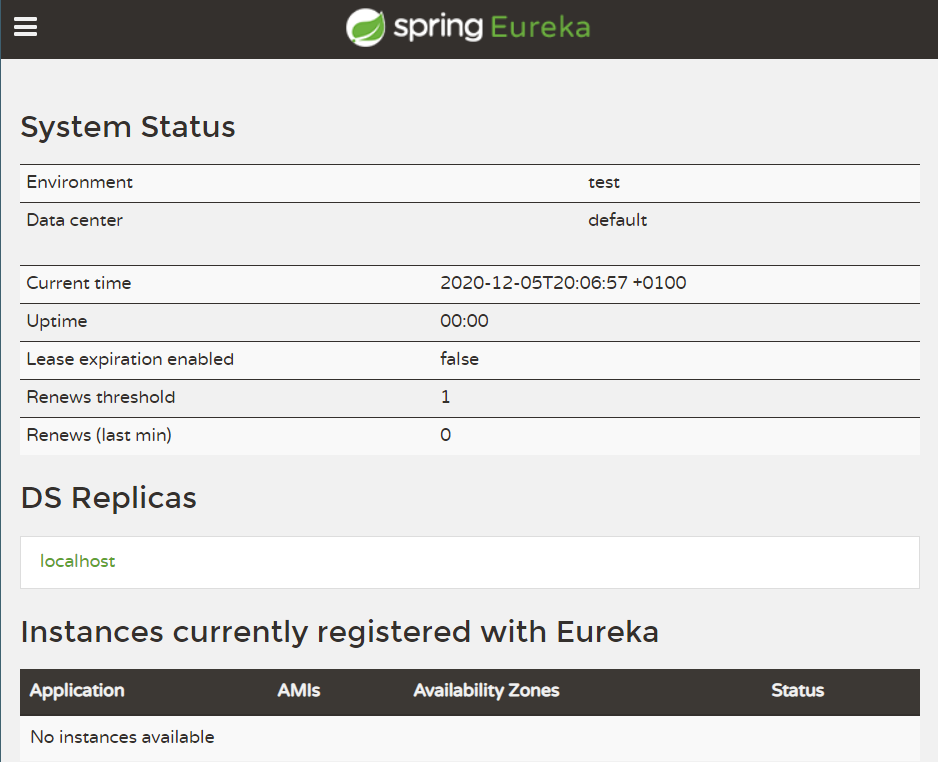 spring Eureka
System Status
Environment test
Data center default
Current time 2020-12-05T20:06:57 +0100
Uptime 00:00
Lease expiration enabled false
Renews threshold 1
Renews (last min) 0
DS Replicas
localhost
Instances currently registered with Eureka
Application AMIs Availability Zones Status
No instances available